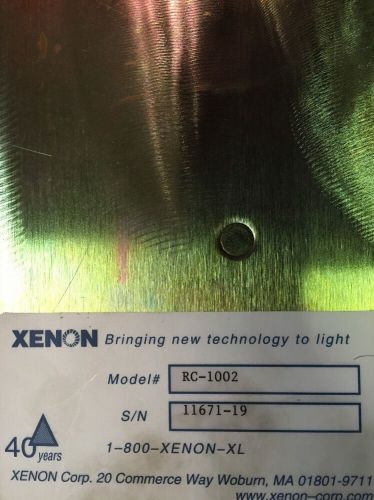 XENON Bringing new technology to light
Model# RC-1002
S/N 11671-19
40 years 1-800-XENON-XL
XENON Corp. 20 Commerce Way Woburn, MA 01801-9711
www.xenon-corp.com